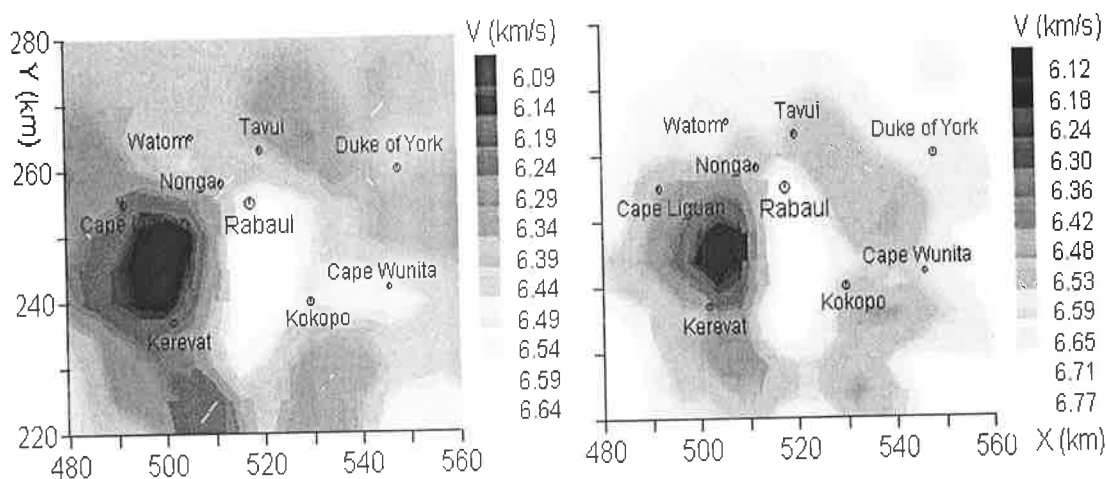 280
260
240
220
Y (km)
480 500 520 540 560
Watom
Tavui
Duke of York
Nonga
Rabaul
Cape Wunita
Kokopo
Kerevat
V (km/s)
6.09
6.14
6.19
6.24
6.29
6.34
6.39
6.44
6.49
6.54
6.59
6.64
Watom
Tavui
Duke of York
Nonga
Cape Liguan
Rabaul
Cape Wunita
Kokopo
Kerevat
480 500 520 540 560
X (km)
V (km/s)
6.12
6.18
6.24
6.30
6.36
6.42
6.48
6.53
6.59
6.65
6.71
6.77